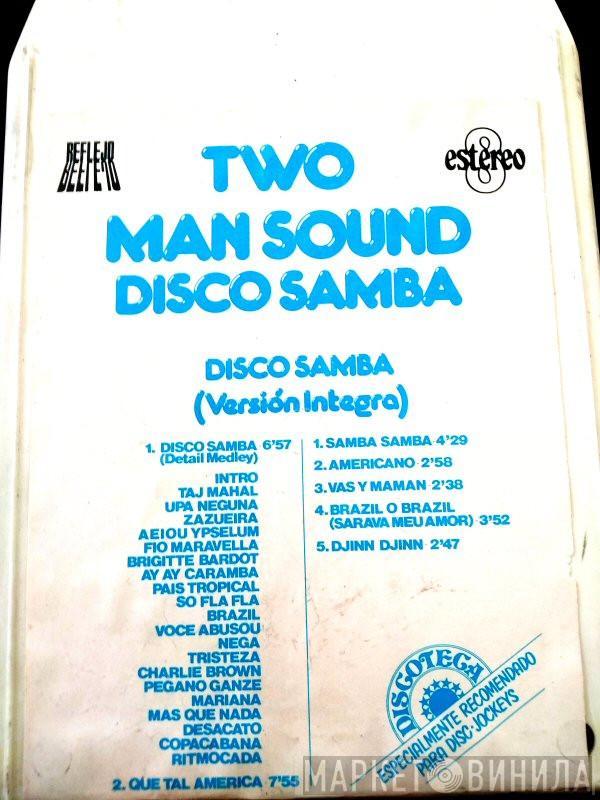 REFLEJO
estéreo 8
TWO
MAN SOUND
DISCO SAMBA
DISCO SAMBA
(Versión Integra)
1. DISCO SAMBA 6'57
(Detail Medley)
INTRO
TAJ MAHAL
UPA NEGUNA
ZAZUEIRA
AEIOU YPSELUM
FIO MARAVELLA
BRIGITTE BARDOT
AY AY CARAMBA
PAIS TROPICAL
SO FLA FLA
BRAZIL
VOCE ABUSOU
NEGA
TRISTEZA
CHARLIE BROWN
PEGANO GANZE
MARIANA
MAS QUE NADA
DESACATO
COPACABANA
RITMOCADA
2. QUE TAL AMERICA 7'55
1. SAMBA SAMBA 4'29
2. AMERICANO 2'58
3. VAS Y MAMAN 2'38
4. BRAZIL O BRAZIL
(SARAVA MEU AMOR) 3'52
5. DJINN DJINN 2'47
DISCOTECA
ESPECIALMENTE RECOMENDADO
PARA DISC-JOCKEYS
МАРКЕТ ВИНИЛА